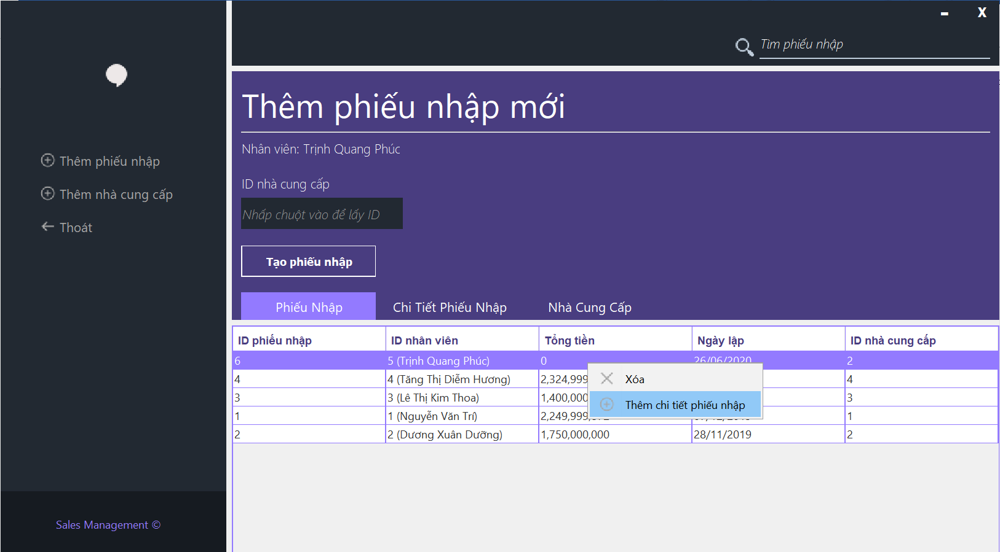 X
Tìm phiếu nhập
Thêm phiếu nhập mới
Nhân viên: Trịnh Quang Phúc
Thêm phiếu nhập
Thêm nhà cung cấp
Thoát
ID nhà cung cấp
Nhấp chuột vào để lấy ID
Tạo phiếu nhập
Phiếu Nhập Chi Tiết Phiếu Nhập Nhà Cung Cấp
ID phiếu nhập ID nhân viên Tổng tiền Ngày lập ID nhà cung cấp
6 5 (Trịnh Quang Phúc) 0 26/06/2020 2
4 4 (Tăng Thị Diễm Hương) 2,324,999 4
3 3 (Lê Thị Kim Thoa) 1,400,000 3
1 1 (Nguyễn Văn Trí) 2,249,999 1
2 2 (Dương Xuân Dưỡng) 1,750,000,000 28/11/2019 2
Xóa
Thêm chi tiết phiếu nhập
Sales Management ©